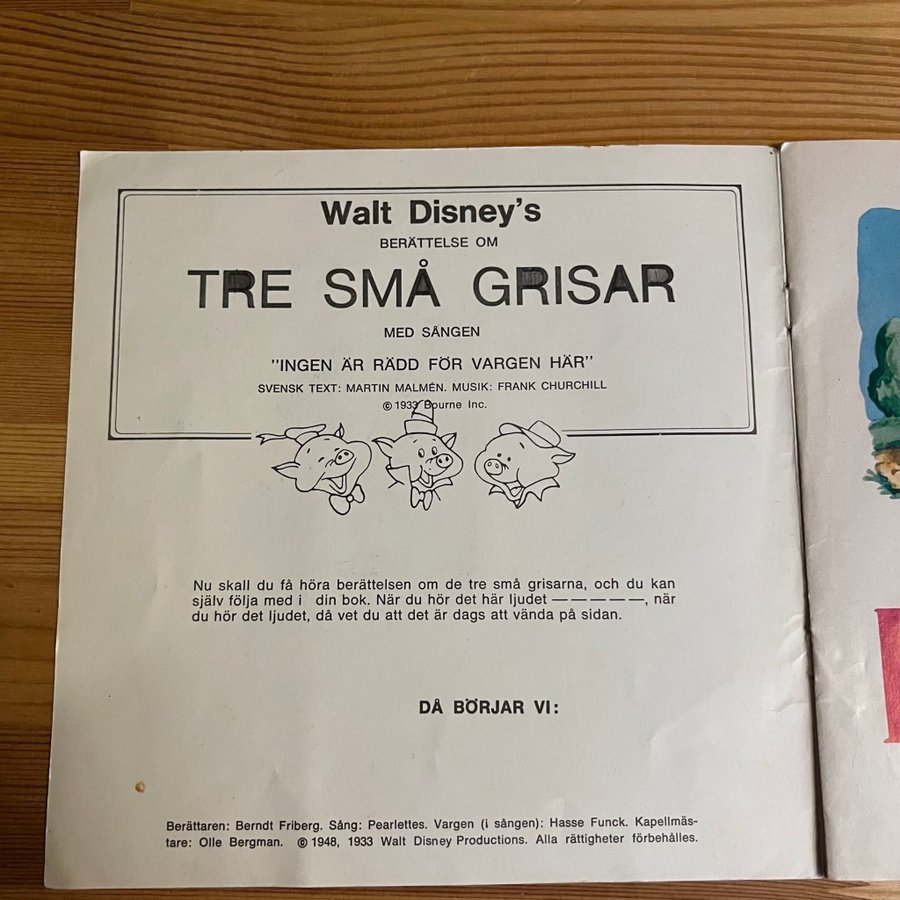 Walt Disney's
BERÄTTELSE OM
TRE SMÅ GRISAR
MED SÅNGEN
"INGEN ÄR RÄDD FÖR VARGEN HÄR"
SVENSK TEXT: MARTIN MALMÉN. MUSIK: FRANK CHURCHILL
© 1933 Bourne Inc.
Nu skall du få höra berättelsen om de tre små grisarna, och du kan
själv följa med i din bok. När du hör det här ljudet — — — — —, när
du hör det ljudet, då vet du att det är dags att vända på sidan.
DÅ BÖRJAR VI:
Berättaren: Berndt Friberg. Sång: Pearlettes. Vargen (i sången): Hasse Funck. Kapellmäs-
tare: Olle Bergman. © 1948, 1933 Walt Disney Productions. Alla rättigheter förbehålles.